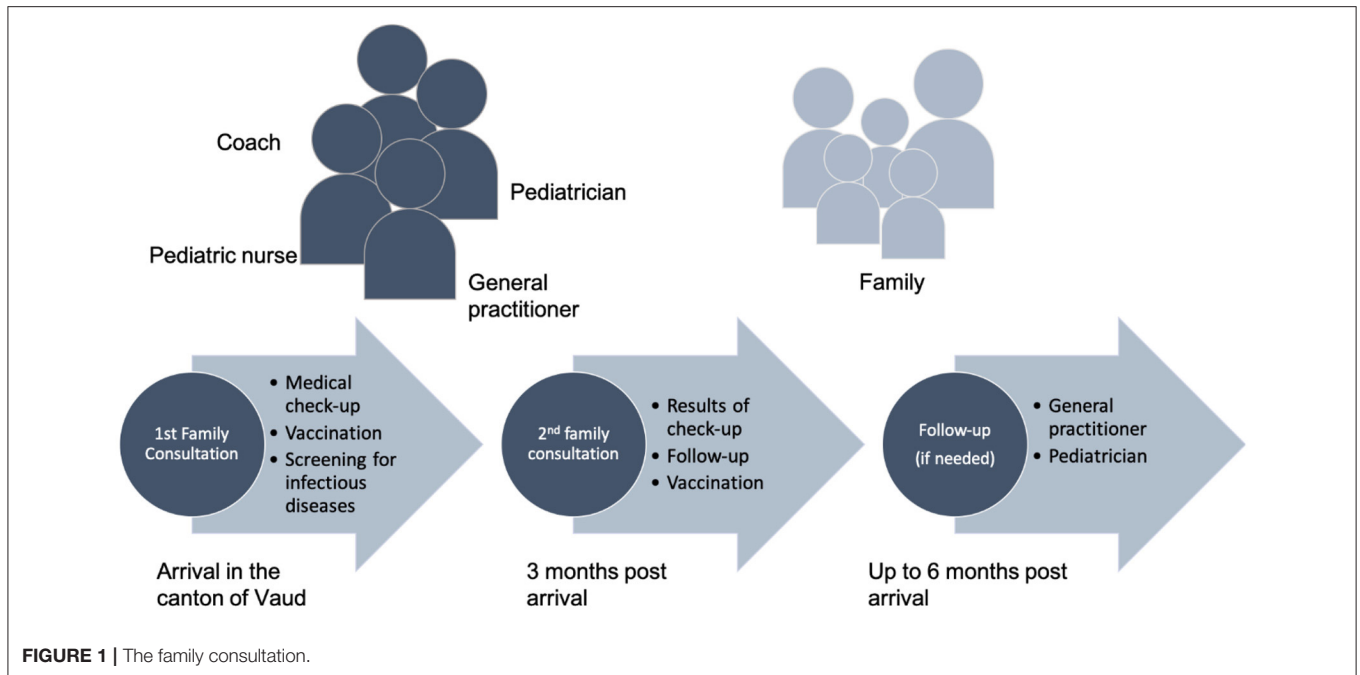 Coach
Pediatrician
Pediatric nurse
General
practitioner
Family
1st Family
Consultation
• Medical
check-up
• Vaccination
• Screening for
infectious
diseases
Arrival in the
canton of Vaud
2nd family
consultation
• Results of
check-up
• Follow-up
• Vaccination
3 months post
arrival
Follow-up
(if needed)
• General
practitioner
• Pediatrician
Up to 6 months post
arrival
FIGURE 1 | The family consultation.